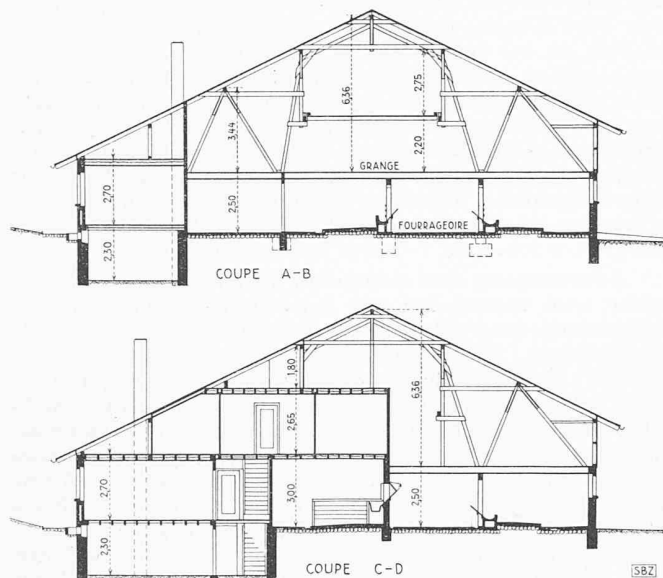 6,36
2,75
3,44
2,20
GRANGE
2,70
2,50
FOURRAGEOIRE
2,30
COUPE A-B
1,80
6,36
2,65
2,70
3,00
2,50
2,30
COUPE C-D
SBZ